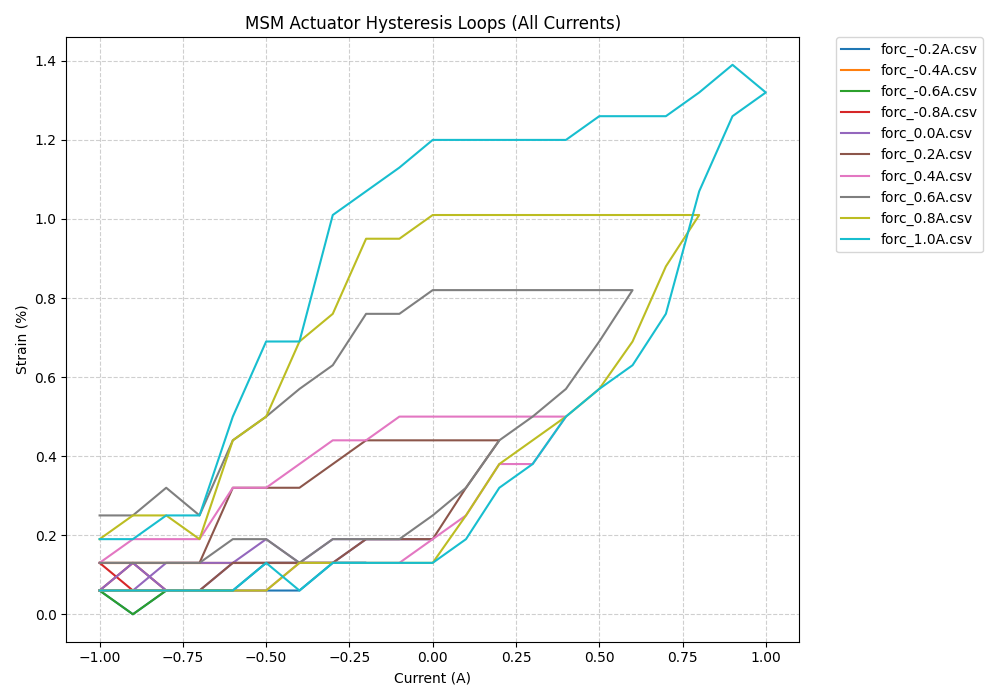 MSM Actuator Hysteresis Loops (All Currents)
forc_-0.2A.csv
forc_-0.4A.csv
forc_-0.6A.csv
forc_-0.8A.csv
forc_0.0A.csv
forc_0.2A.csv
forc_0.4A.csv
forc_0.6A.csv
forc_0.8A.csv
forc_1.0A.csv
Strain (%)
1.4
1.2
1.0
0.8
0.6
0.4
0.2
0.0
−1.00 −0.75 −0.50 −0.25 0.00 0.25 0.50 0.75 1.00
Current (A)